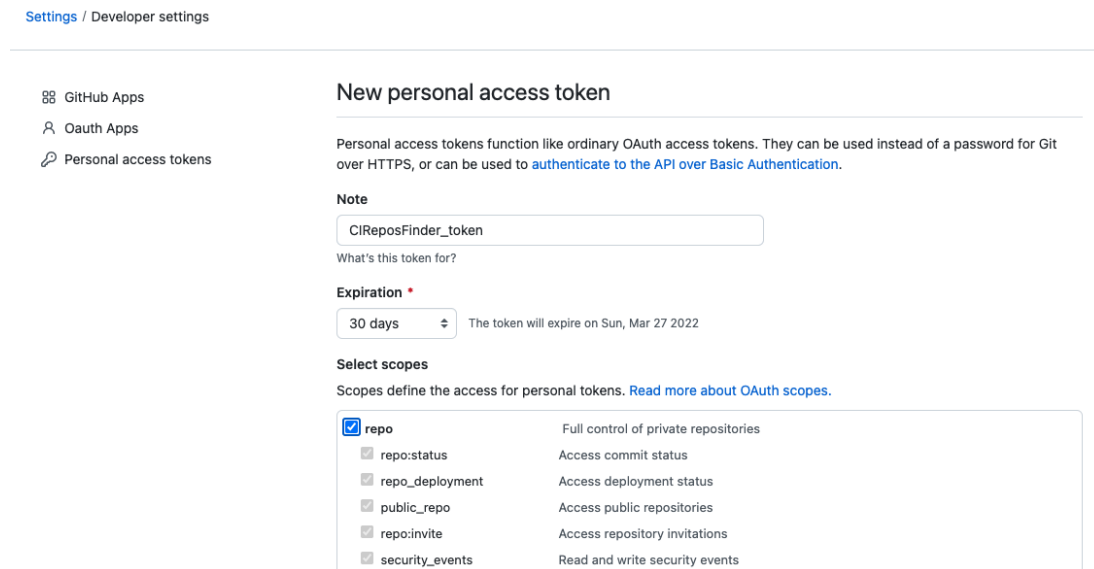 Settings / Developer settings
GitHub Apps
Oauth Apps
Personal access tokens
New personal access token
Personal access tokens function like ordinary OAuth access tokens. They can be used instead of a password for Git
over HTTPS, or can be used to authenticate to the API over Basic Authentication.
Note
CIReposFinder_token
What's this token for?
Expiration *
30 days
The token will expire on Sun, Mar 27 2022
Select scopes
Scopes define the access for personal tokens. Read more about OAuth scopes.
repo Full control of private repositories
repo:status Access commit status
repo_deployment Access deployment status
public_repo Access public repositories
repo:invite Access repository invitations
security_events Read and write security events